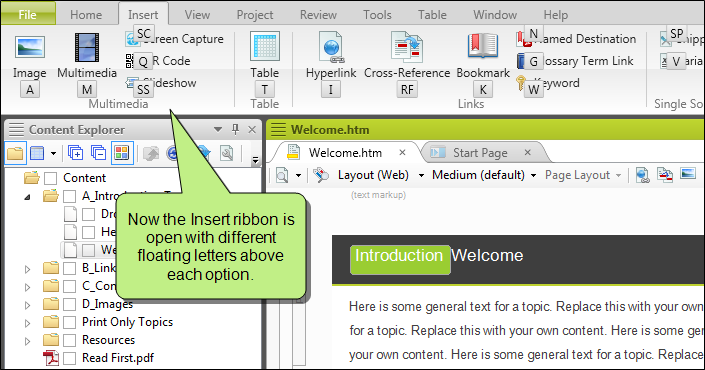 File Home Insert View Project Review Tools Table Window Help
SC Screen Capture N Named Destination SP
Q QR Code G Glossary Term Link V
Image Multimedia SS Slideshow Table Hyperlink Cross-Reference Bookmark W Keyword
A M T I RF K
Multimedia Table Links Single So
Content Explorer
Welcome.htm
Welcome.htm Start Page
Layout (Web) Medium (default) Page Layout
Content
(text markup)
A_Introduction
Now the Insert ribbon is
open with different
floating letters above
each option.
B_Link
C_Con
D_Images
Print Only Topics
Resources
Read First.pdf
Introduction Welcome
Here is some general text for a topic. Replace this with your own
for a topic. Replace this with your own content. Here is some gener
your own content. Here is some general text for a topic. Replace